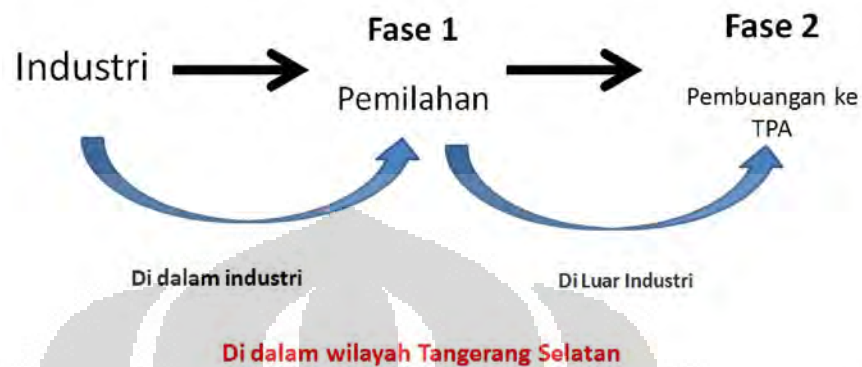 Industri
Fase 1
Pemilahan
Fase 2
Pembuangan ke
TPA
Di dalam industri
Di Luar Industri
Di dalam wilayah Tangerang Selatan